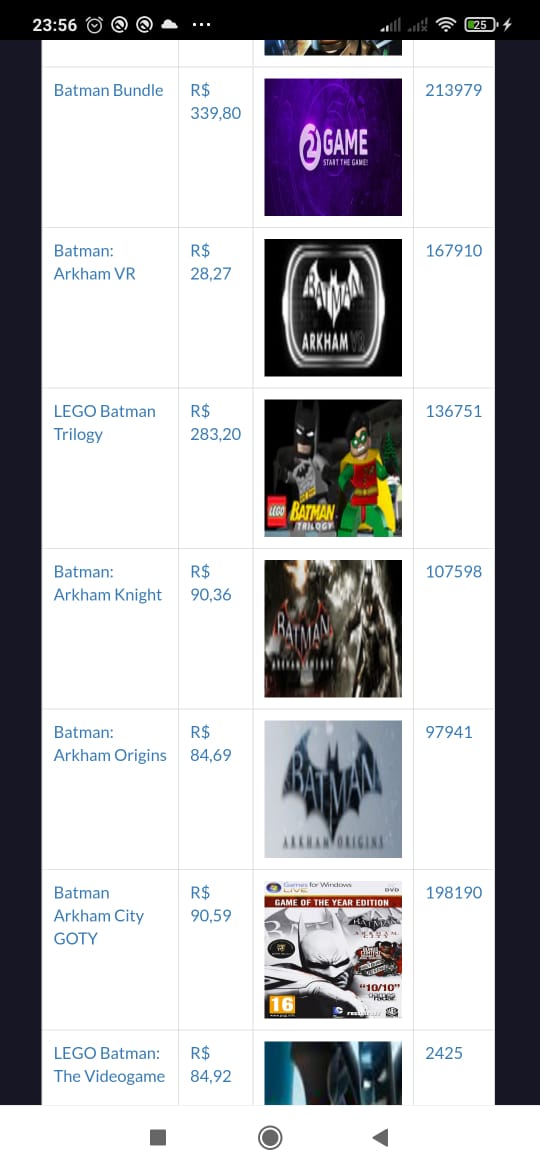 23:56
25
Batman Bundle
R$
339,80
2GAME
START THE GAME!
213979
Batman:
Arkham VR
R$
28,27
BATMAN
ARKHAM VR
167910
LEGO Batman
Trilogy
R$
283,20
LEGO
BATMAN
TRILOGY
136751
Batman:
Arkham Knight
R$
90,36
BATMAN
ARKHAM KNIGHT
107598
Batman:
Arkham Origins
R$
84,69
BATMAN
ARKHAM ORIGINS
97941
Batman
Arkham City
GOTY
R$
90,59
Games for Windows
LIVE
DVD
GAME OF THE YEAR EDITION
BATMAN
"10/10"
16
198190
LEGO Batman:
The Videogame
R$
84,92
2425